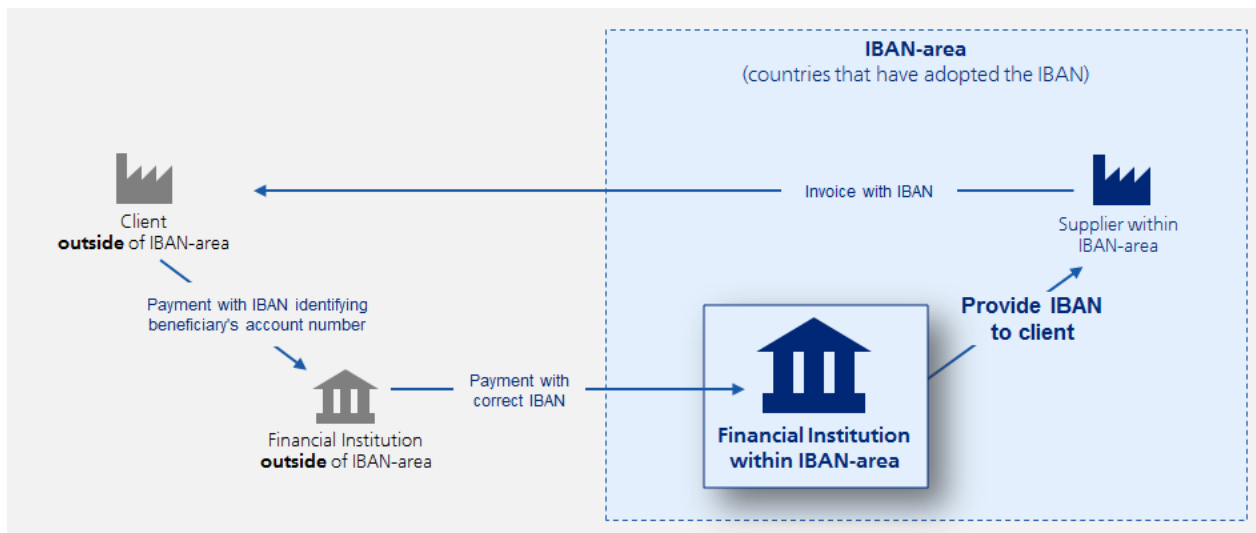 IBAN-area
(countries that have adopted the IBAN)
Invoice with IBAN
Client
outside of IBAN-area
Supplier within
IBAN-area
Payment with IBAN identifying
beneficiary's account number
Provide IBAN
to client
Payment with
correct IBAN
Financial Institution
outside of IBAN-area
Financial Institution
within IBAN-area